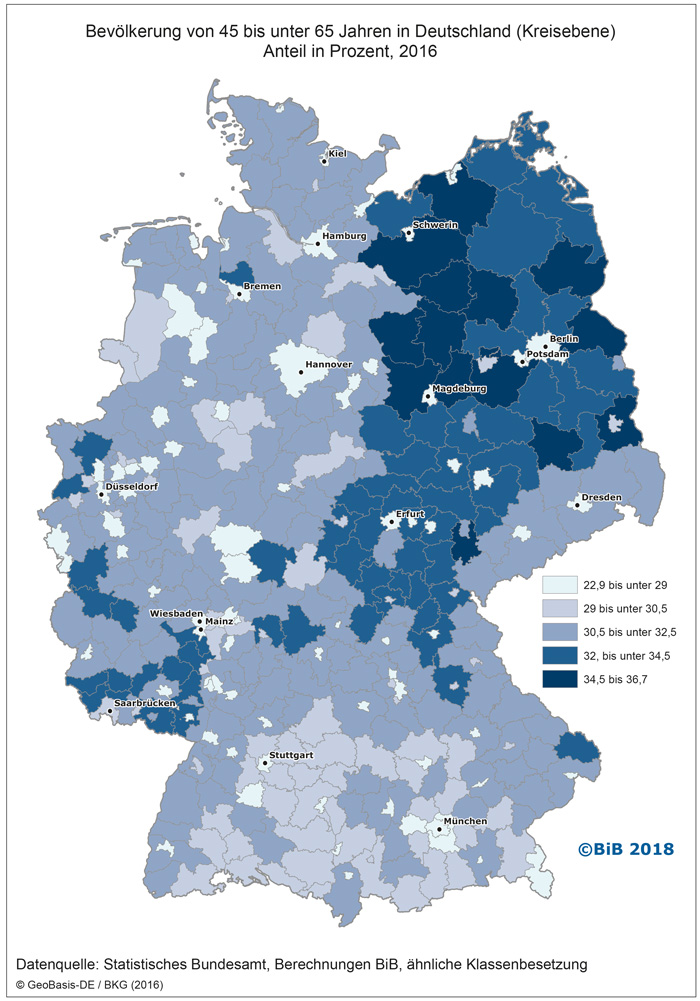 Bevölkerung von 45 bis unter 65 Jahren in Deutschland (Kreisebene)
Anteil in Prozent, 2016
Kiel
Schwerin
Hamburg
Bremen
Berlin
Potsdam
Hannover
Magdeburg
Düsseldorf
Dresden
Erfurt
Wiesbaden
Mainz
Saarbrücken
Stuttgart
München
22,9 bis unter 29
29 bis unter 30,5
30,5 bis unter 32,5
32, bis unter 34,5
34,5 bis 36,7
©BiB 2018
Datenquelle: Statistisches Bundesamt, Berechnungen BiB, ähnliche Klassenbesetzung
© GeoBasis-DE / BKG (2016)